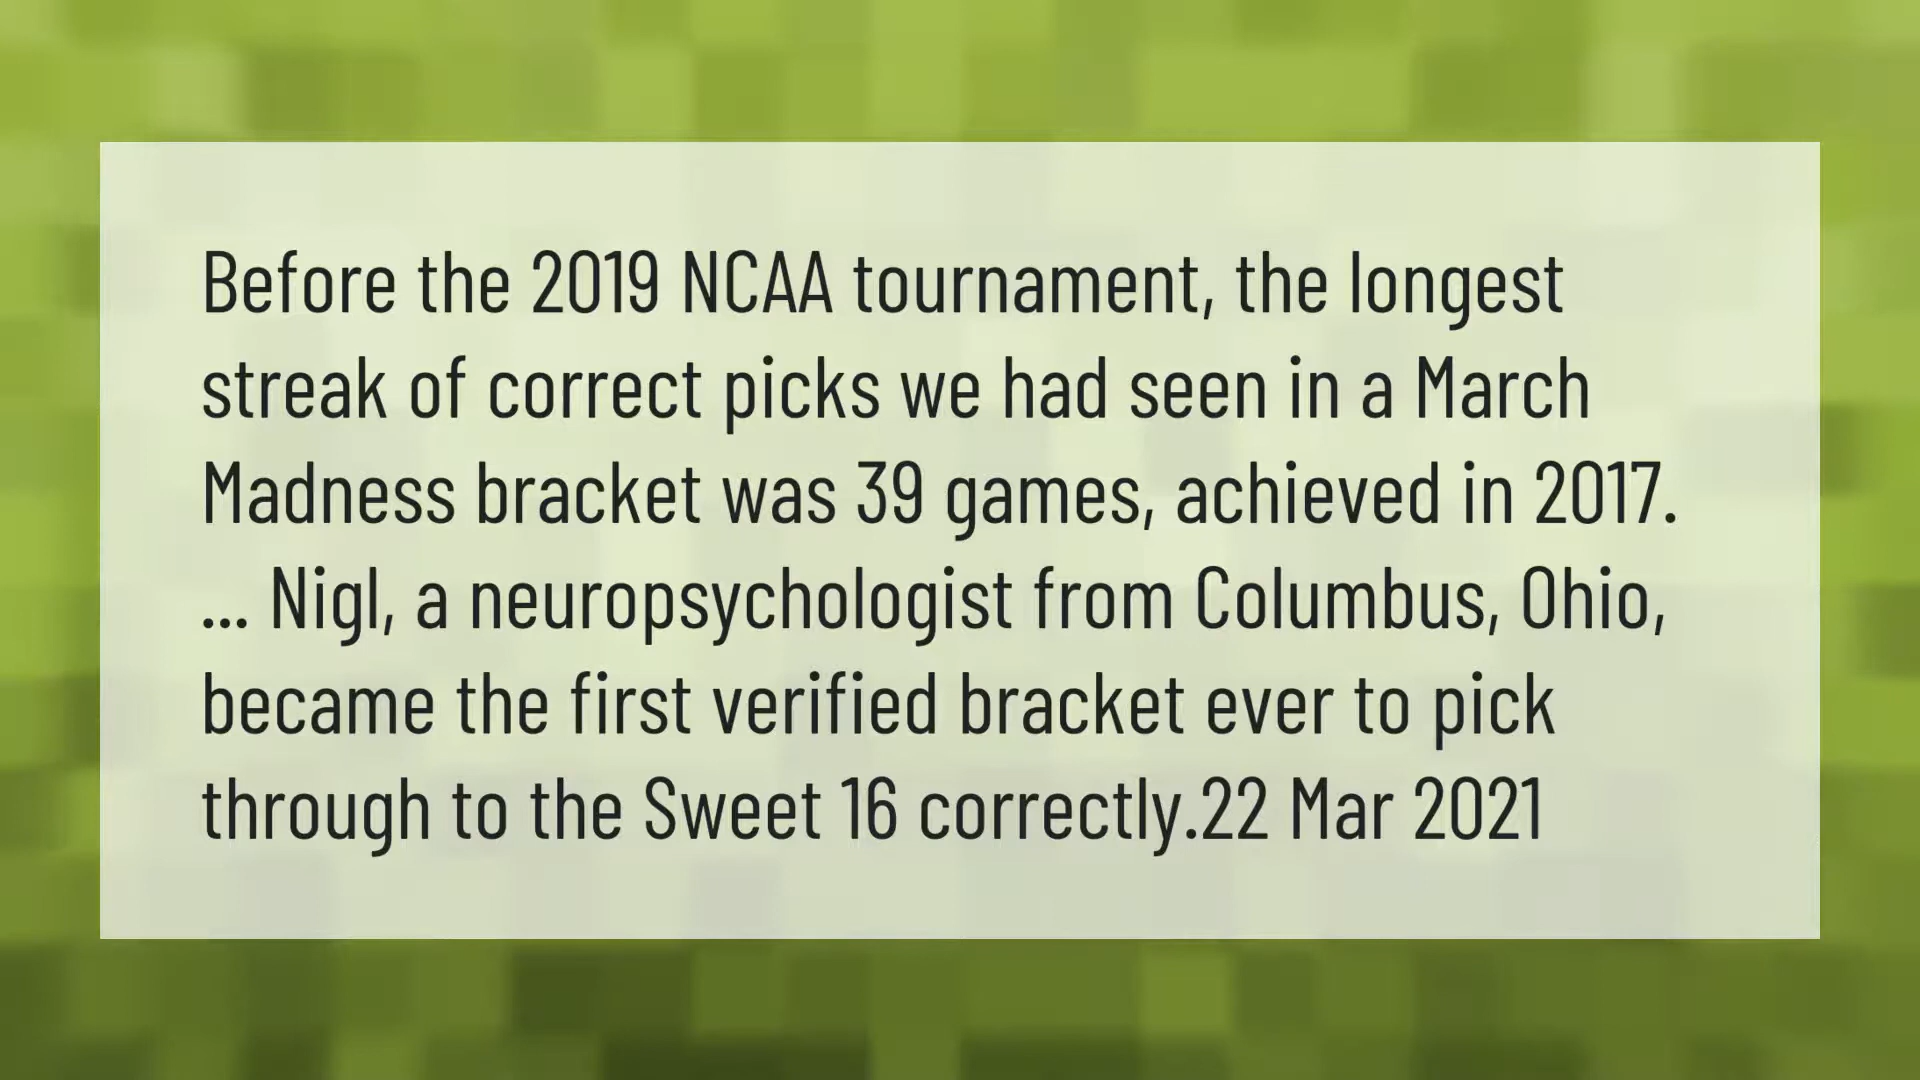 Before the 2019 NCAA tournament, the longest
streak of correct picks we had seen in a March
Madness bracket was 39 games, achieved in 2017.
... Nigl, a neuropsychologist from Columbus, Ohio,
became the first verified bracket ever to pick
through to the Sweet 16 correctly.22 Mar 2021